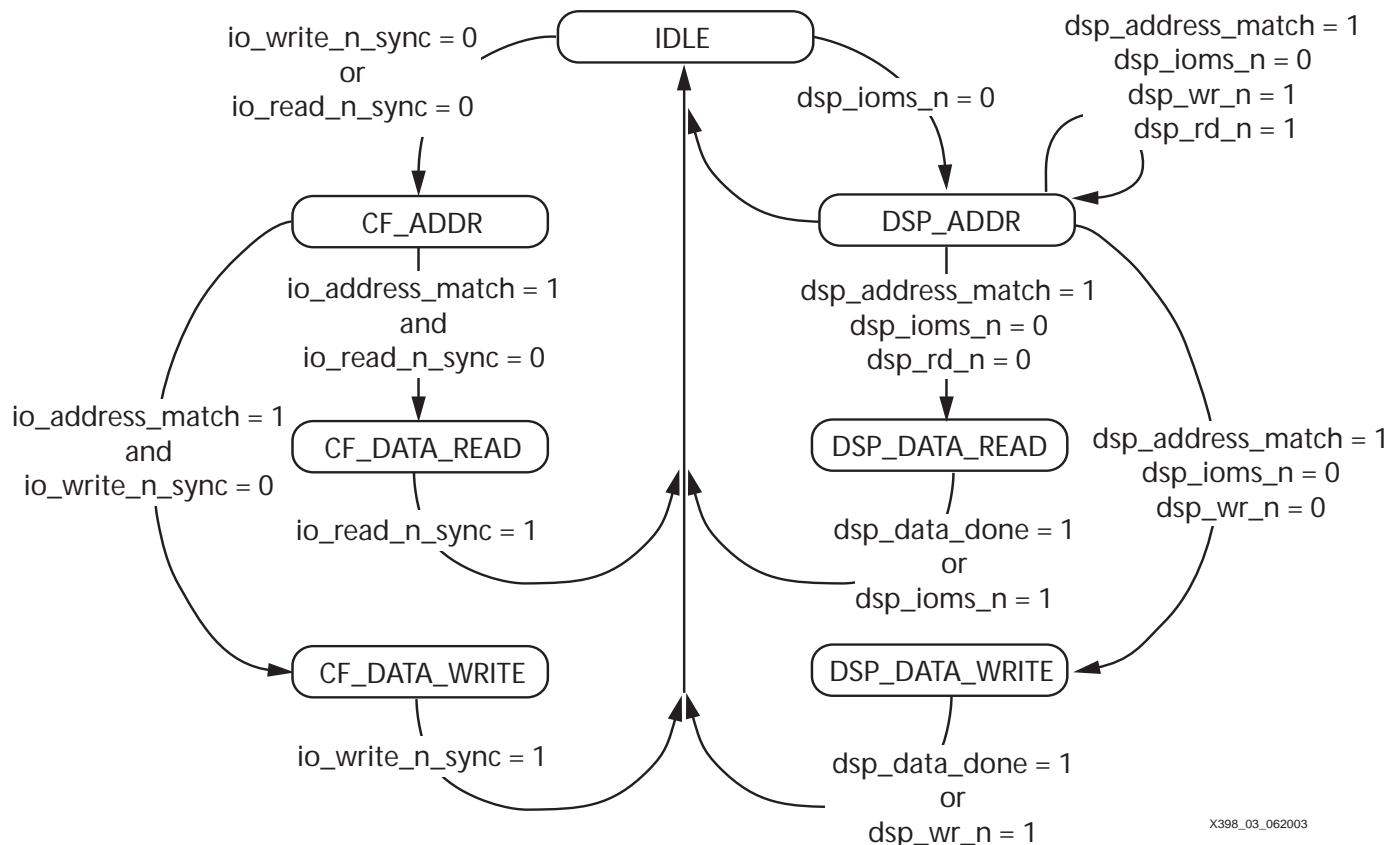 IDLE
io_write_n_sync = 0
or
io_read_n_sync = 0
dsp_ioms_n = 0
dsp_address_match = 1
dsp_ioms_n = 0
dsp_wr_n = 1
dsp_rd_n = 1
CF_ADDR
DSP_ADDR
io_address_match = 1
and
io_read_n_sync = 0
dsp_address_match = 1
dsp_ioms_n = 0
dsp_rd_n = 0
io_address_match = 1
and
io_write_n_sync = 0
CF_DATA_READ
DSP_DATA_READ
dsp_address_match = 1
dsp_ioms_n = 0
dsp_wr_n = 0
io_read_n_sync = 1
dsp_data_done = 1
or
dsp_ioms_n = 1
CF_DATA_WRITE
DSP_DATA_WRITE
io_write_n_sync = 1
dsp_data_done = 1
or
dsp_wr_n = 1
X398_03_062003